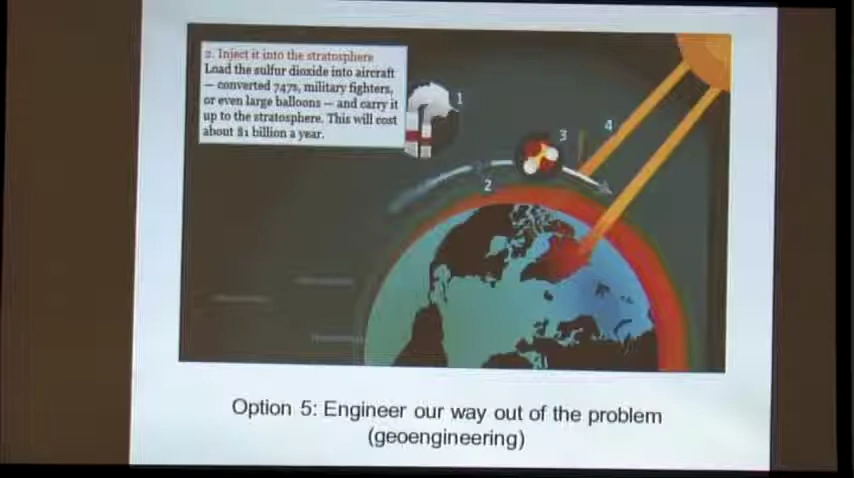 2. Inject it into the stratosphere
Load the sulfur dioxide into aircraft
— converted 747s, military fighters,
or even large balloons — and carry it
up to the stratosphere. This will cost
about $1 billion a year.
1
3
4
2
Option 5: Engineer our way out of the problem
(geoengineering)